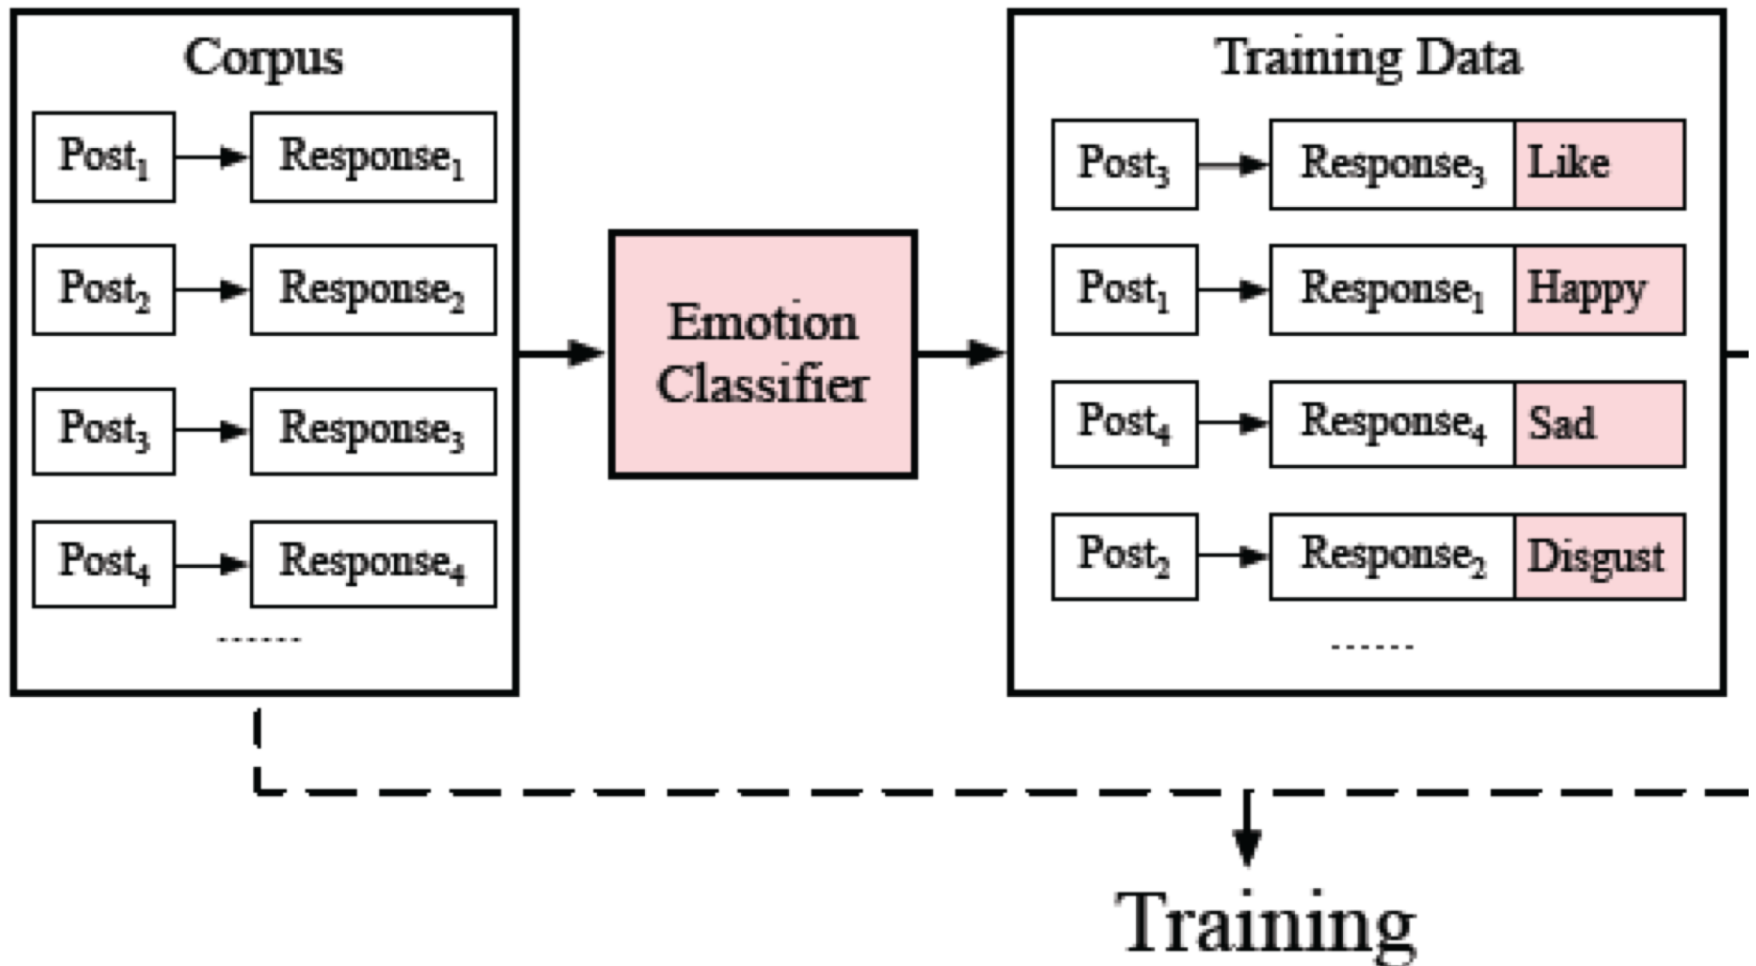 Corpus
Post₁ Response₁
Post₂ Response₂
Post₃ Response₃
Post₄ Response₄
......
Emotion
Classifier
Training Data
Post₃ Response₃ Like
Post₁ Response₁ Happy
Post₄ Response₄ Sad
Post₂ Response₂ Disgust
......
Training